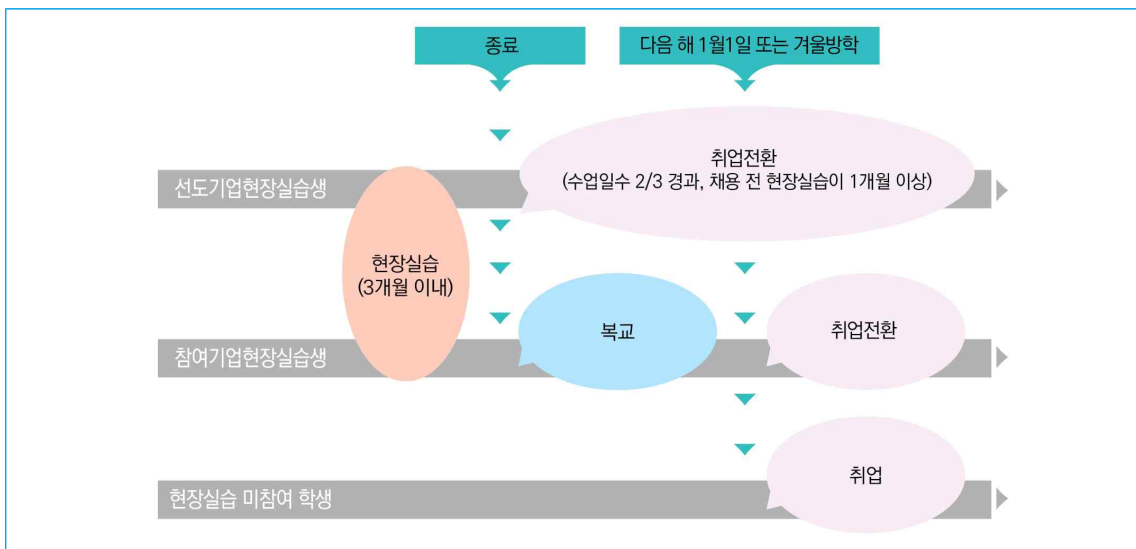 종료
다음 해 1월1일 또는 겨울방학
취업전환
(수업일수 2/3 경과, 채용 전 현장실습이 1개월 이상)
선도기업현장실습생
현장실습
(3개월 이내)
복교
취업전환
참여기업현장실습생
취업
현장실습 미참여 학생